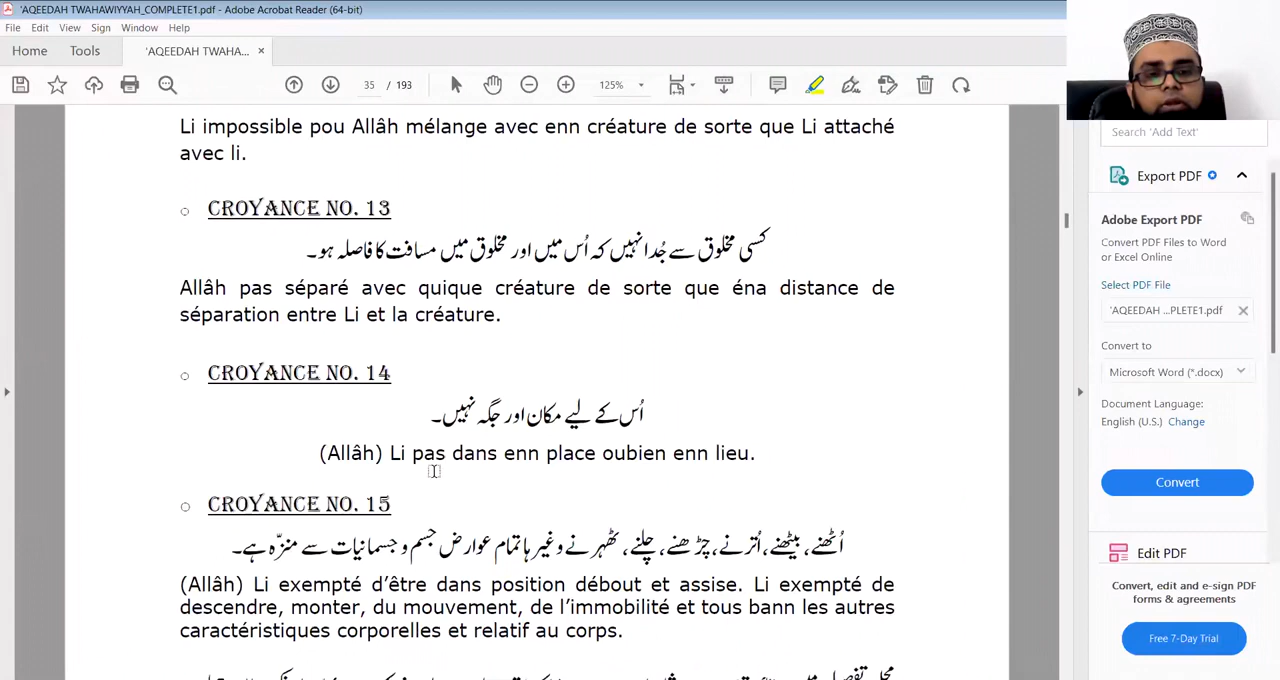 'AQEEDAH TWAHAWIYYAH_COMPLETE1.pdf - Adobe Acrobat Reader (64-bit)
File Edit View Sign Window Help
Home Tools 'AQEEDAH TWAHA... ×
35 / 193 125%
Li impossible pou Allâh mélange avec enn créature de sorte que Li attaché
avec li.
CROYANCE NO. 13
کسی مخلوق سے جُدا نہیں کہ اُس میں اور مخلوق میں مسافت کا فاصلہ ہو۔
Allâh pas séparé avec quique créature de sorte que éna distance de
séparation entre Li et la créature.
CROYANCE NO. 14
اُس کے لیے مکان اور جگہ نہیں۔
(Allâh) Li pas dans enn place oubien enn lieu.
CROYANCE NO. 15
اُٹھنے، بیٹھنے، اُترنے، چڑھنے، چلنے، ٹھہرنے وغیرہا تمام عوارض جسم و جسمانیات سے منزّہ ہے۔
(Allâh) Li exempté d'être dans position débout et assise. Li exempté de
descendre, monter, du mouvement, de l'immobilité et tous bann les autres
caractéristiques corporelles et relatif au corps.
Search 'Add Text'
Export PDF
Adobe Export PDF
Convert PDF Files to Word
or Excel Online
Select PDF File
'AQEEDAH ...PLETE1.pdf ×
Convert to
Microsoft Word (*.docx)
Document Language:
English (U.S.) Change
Convert
Edit PDF
Convert, edit and e-sign PDF
forms & agreements
Free 7-Day Trial